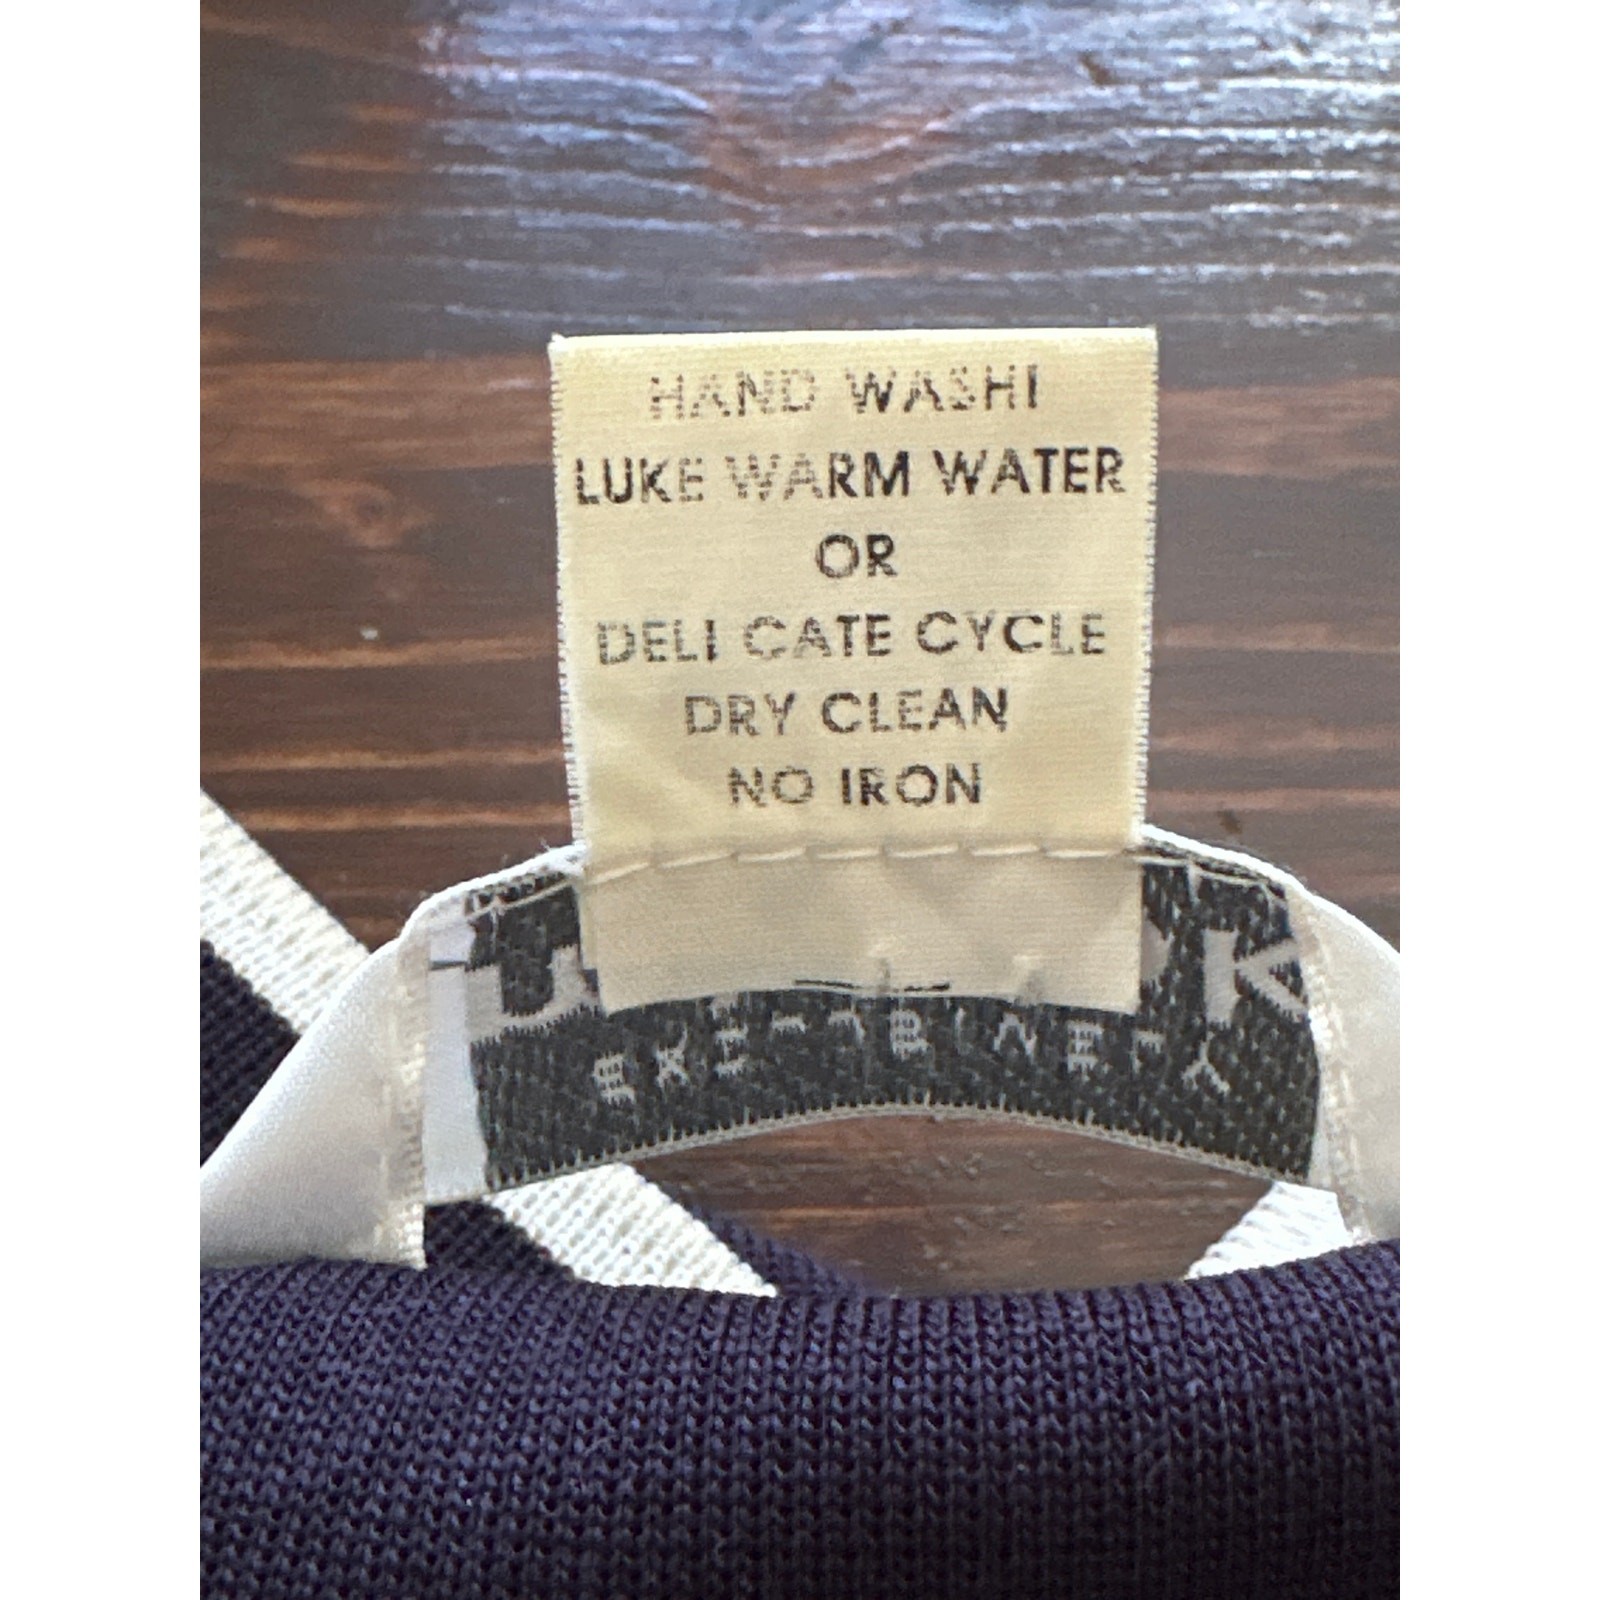 HAND WASHI
LUKE WARM WATER
OR
DELI CATE CYCLE
DRY CLEAN
NO IRON